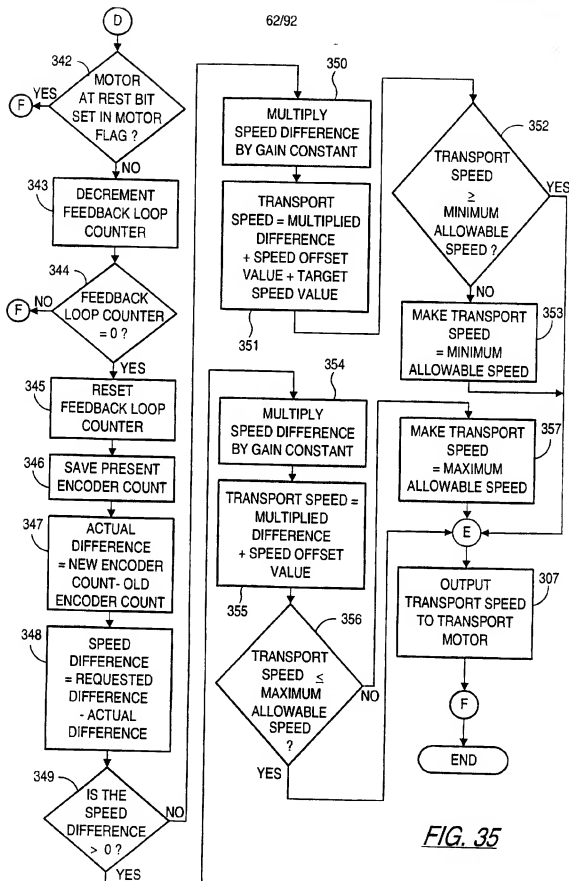 62/92
D
342
MOTOR
AT REST BIT
SET IN MOTOR
FLAG ?
YES
F
NO
343
DECREMENT
FEEDBACK LOOP
COUNTER
344
FEEDBACK
LOOP COUNTER
= 0 ?
NO
F
YES
345
RESET
FEEDBACK LOOP
COUNTER
346
SAVE PRESENT
ENCODER COUNT
347
ACTUAL
DIFFERENCE
= NEW ENCODER
COUNT- OLD
ENCODER COUNT
348
SPEED
DIFFERENCE
= REQUESTED
DIFFERENCE
- ACTUAL
DIFFERENCE
349
IS THE
SPEED
DIFFERENCE
> 0 ?
NO
YES
350
MULTIPLY
SPEED DIFFERENCE
BY GAIN CONSTANT
TRANSPORT
SPEED = MULTIPLIED
DIFFERENCE
+ SPEED OFFSET
VALUE + TARGET
SPEED VALUE
351
354
MULTIPLY
SPEED DIFFERENCE
BY GAIN CONSTANT
TRANSPORT SPEED =
MULTIPLIED
DIFFERENCE
+ SPEED OFFSET
VALUE
355
356
TRANSPORT
SPEED ≤
MAXIMUM
ALLOWABLE
SPEED
?
NO
YES
352
TRANSPORT
SPEED
≥
MINIMUM
ALLOWABLE
SPEED ?
YES
NO
353
MAKE TRANSPORT
SPEED
= MINIMUM
ALLOWABLE SPEED
357
MAKE TRANSPORT
SPEED
= MAXIMUM
ALLOWABLE SPEED
E
307
OUTPUT
TRANSPORT SPEED
TO TRANSPORT
MOTOR
F
END
FIG. 35